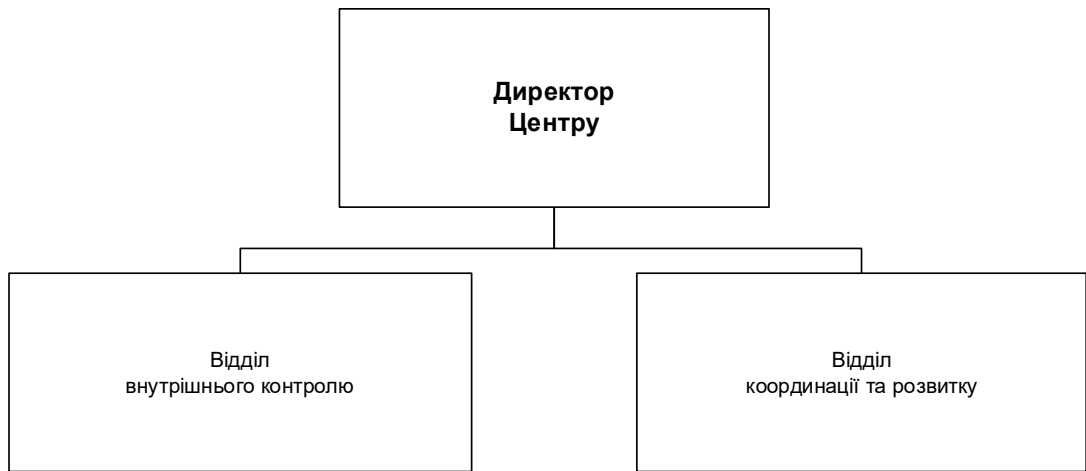 Директор
Центру
Відділ
внутрішнього контролю
Відділ
координації та розвитку